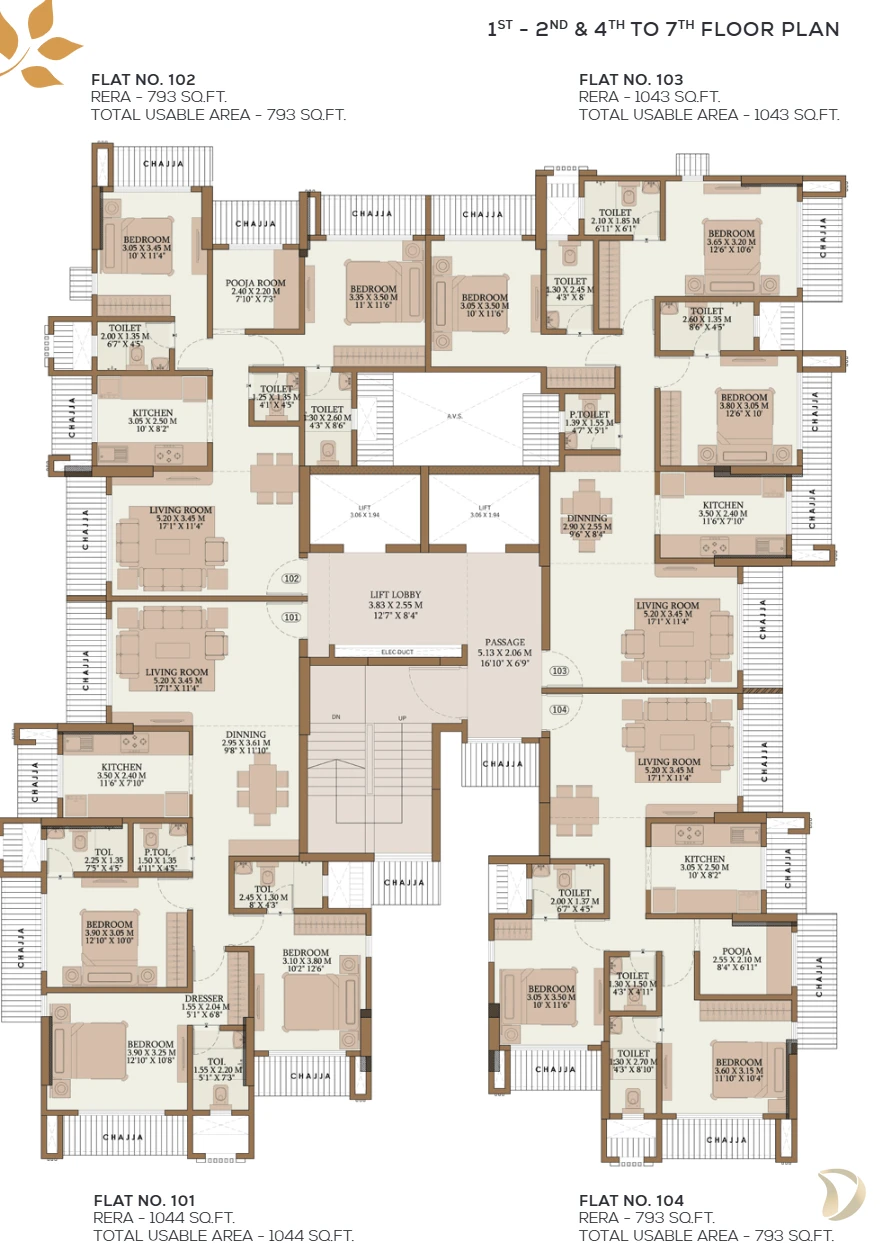 1ST - 2ND & 4TH TO 7TH FLOOR PLAN
FLAT NO. 102
RERA - 793 SQ.FT.
TOTAL USABLE AREA - 793 SQ.FT.
FLAT NO. 103
RERA - 1043 SQ.FT.
TOTAL USABLE AREA - 1043 SQ.FT.
CHAJJA
BEDROOM
3.05 X 3.45 M
10' X 11'4"
CHAJJA
POOJA ROOM
2.40 X 2.20 M
7'10" X 7'3"
CHAJJA
BEDROOM
3.35 X 3.50 M
11' X 11'6"
CHAJJA
BEDROOM
3.05 X 3.50 M
10' X 11'6"
TOILET
2.10 X 1.85 M
6'11" X 6'1"
TOILET
1.30 X 2.45 M
4'3" X 8'
BEDROOM
3.65 X 3.20 M
12'6" X 10'6"
CHAJJA
TOILET
2.00 X 1.35 M
6'7" X 4'5"
TOILET
2.60 X 1.35 M
8'6" X 4'5"
KITCHEN
3.05 X 2.50 M
10' X 8'2"
CHAJJA
TOILET
1.25 X 1.35 M
4'1" X 4'5"
TOILET
1.30 X 2.60 M
4'3" X 8'6"
A.V.S.
P.TOILET
1.39 X 1.55 M
4'7" X 5'1"
BEDROOM
3.80 X 3.05 M
12'6" X 10'
CHAJJA
LIVING ROOM
5.20 X 3.45 M
17'1" X 11'4"
CHAJJA
LIFT
3.06 X 1.94
LIFT
3.06 X 1.94
DINNING
2.90 X 2.55 M
9'6" X 8'4"
KITCHEN
3.50 X 2.40 M
11'6"X 7'10"
CHAJJA
102
101
LIFT LOBBY
3.83 X 2.55 M
12'7" X 8'4"
ELEC-DUCT
PASSAGE
5.13 X 2.06 M
16'10" X 6'9"
LIVING ROOM
5.20 X 3.45 M
17'1" X 11'4"
CHAJJA
103
104
LIVING ROOM
5.20 X 3.45 M
17'1" X 11'4"
CHAJJA
DN
UP
DINNING
2.95 X 3.61 M
9'8" X 11'10"
CHAJJA
LIVING ROOM
5.20 X 3.45 M
17'1" X 11'4"
CHAJJA
KITCHEN
3.50 X 2.40 M
11'6" X 7'10"
CHAJJA
TOI.
2.25 X 1.35
7'5" X 4'5"
P.TOI.
1.50 X 1.35
4'11" X 4'5"
TOI.
2.45 X 1.30 M
8' X 4'3"
CHAJJA
KITCHEN
3.05 X 2.50 M
10' X 8'2"
CHAJJA
TOILET
2.00 X 1.37 M
6'7" X 4'5"
BEDROOM
3.90 X 3.05 M
12'10" X 10'0"
CHAJJA
BEDROOM
3.10 X 3.80 M
10'2" 12'6"
POOJA
2.55 X 2.10 M
8'4" X 6'11"
CHAJJA
BEDROOM
3.05 X 3.50 M
10' X 11'6"
TOILET
1.30 X 1.50 M
4'3" X 4'11"
DRESSER
1.55 X 2.04 M
5'1" X 6'8"
BEDROOM
3.90 X 3.25 M
12'10" X 10'8"
TOI.
1.55 X 2.20 M
5'1" X 7'3"
CHAJJA
CHAJJA
TOILET
1.30 X 2.70 M
4'3" X 8'10"
BEDROOM
3.60 X 3.15 M
11'10" X 10'4"
CHAJJA
CHAJJA
FLAT NO. 101
RERA - 1044 SQ.FT.
TOTAL USABLE AREA - 1044 SQ.FT.
FLAT NO. 104
RERA - 793 SQ.FT.
TOTAL USABLE AREA - 793 SQ.FT.